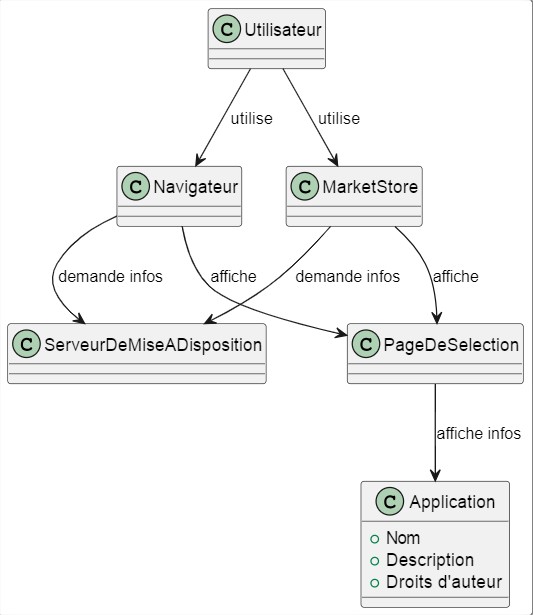 C Utilisateur
utilise
utilise
C Navigateur
C MarketStore
demande infos
affiche
demande infos
affiche
C ServeurDeMiseADisposition
C PageDeSelection
affiche infos
C Application
Nom
Description
Droits d'auteur